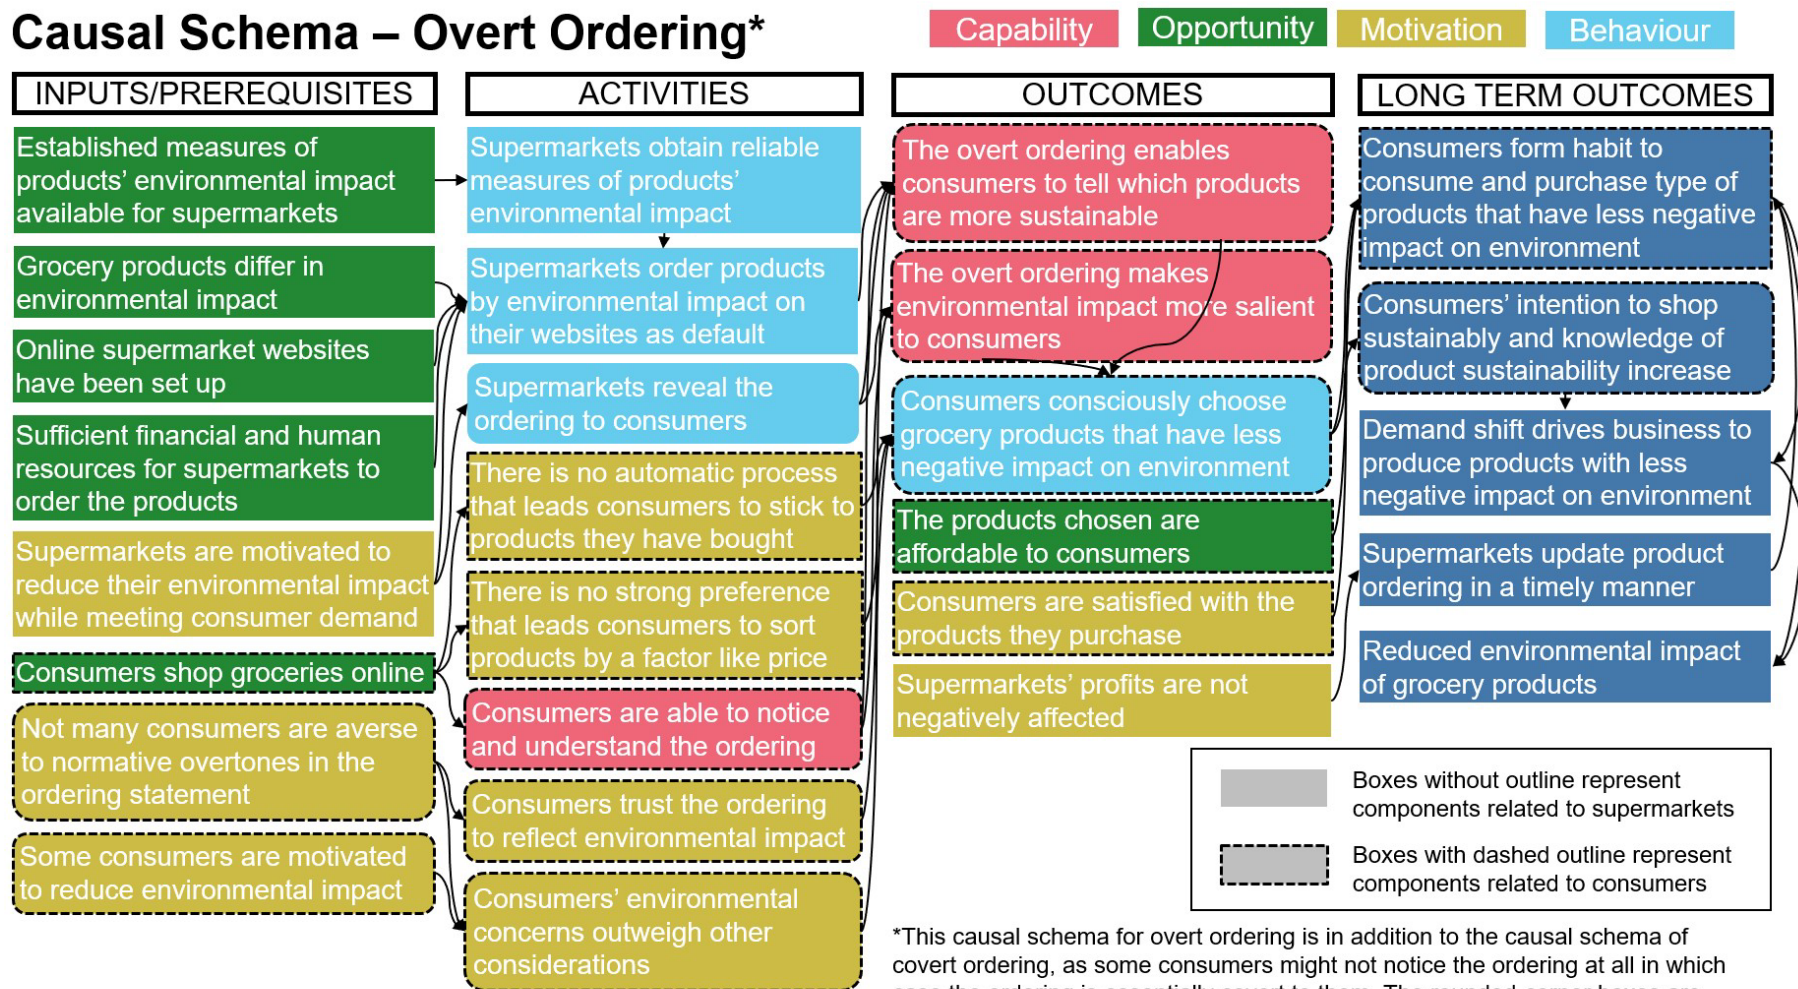 Causal Schema – Overt Ordering*
Capability
Opportunity
Motivation
Behaviour
INPUTS/PREREQUISITES
Established measures of
products’ environmental impact
available for supermarkets
Grocery products differ in
environmental impact
Online supermarket websites
have been set up
Sufficient financial and human
resources for supermarkets to
order the products
Supermarkets are motivated to
reduce their environmental impact
while meeting consumer demand
Consumers shop groceries online
Not many consumers are averse
to normative overtones in the
ordering statement
Some consumers are motivated
to reduce environmental impact
ACTIVITIES
Supermarkets obtain reliable
measures of products’
environmental impact
Supermarkets order products
by environmental impact on
their websites as default
Supermarkets reveal the
ordering to consumers
There is no automatic process
that leads consumers to stick to
products they have bought
There is no strong preference
that leads consumers to sort
products by a factor like price
Consumers are able to notice
and understand the ordering
Consumers trust the ordering
to reflect environmental impact
Consumers’ environmental
concerns outweigh other
considerations
OUTCOMES
The overt ordering enables
consumers to tell which products
are more sustainable
The overt ordering makes
environmental impact more salient
to consumers
Consumers consciously choose
grocery products that have less
negative impact on environment
The products chosen are
affordable to consumers
Consumers are satisfied with the
products they purchase
Supermarkets’ profits are not
negatively affected
LONG TERM OUTCOMES
Consumers form habit to
consume and purchase type of
products that have less negative
impact on environment
Consumers’ intention to shop
sustainably and knowledge of
product sustainability increase
Demand shift drives business to
produce products with less
negative impact on environment
Supermarkets update product
ordering in a timely manner
Reduced environmental impact
of grocery products
Boxes without outline represent
components related to supermarkets
Boxes with dashed outline represent
components related to consumers
*This causal schema for overt ordering is in addition to the causal schema of
covert ordering, as some consumers might not notice the ordering at all in which
case the ordering is essentially covert to them. The rounded corner boxes are